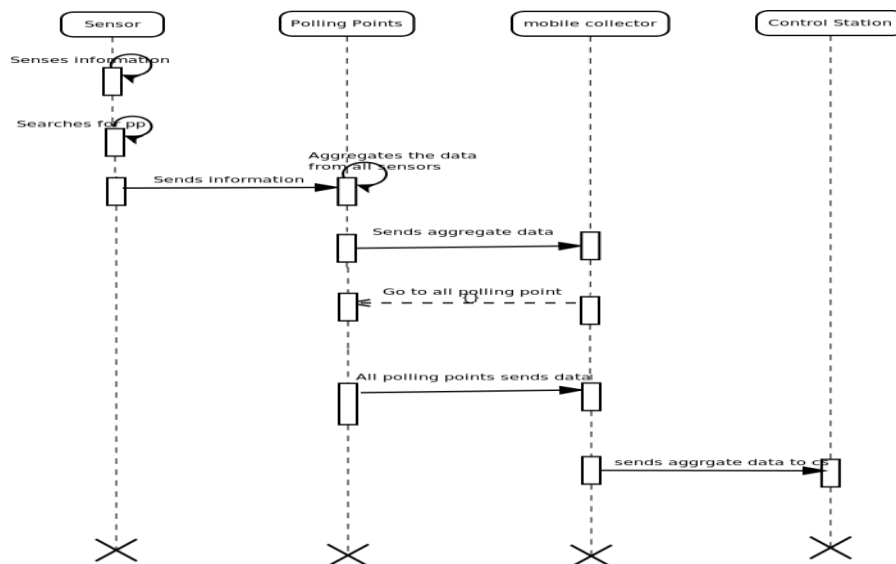 Sensor
Polling Points
mobile collector
Control Station
Senses information
Searches for pp
Aggregates the data
from all sensors
Sends information
Sends aggregate data
Go to all polling point
()
All polling points sends data
sends aggrgate data to cs